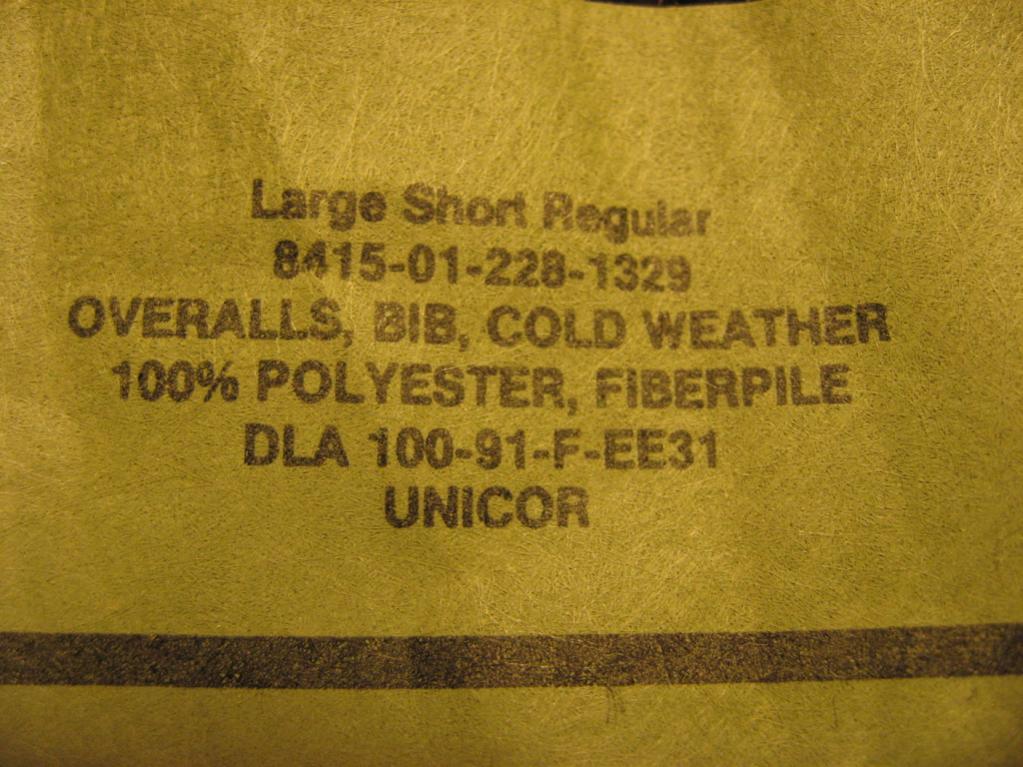 Large Short Regular
8415-01-228-1329
OVERALLS, BIB, COLD WEATHER
100% POLYESTER, FIBERPILE
DLA 100-91-F-EE31
UNICOR